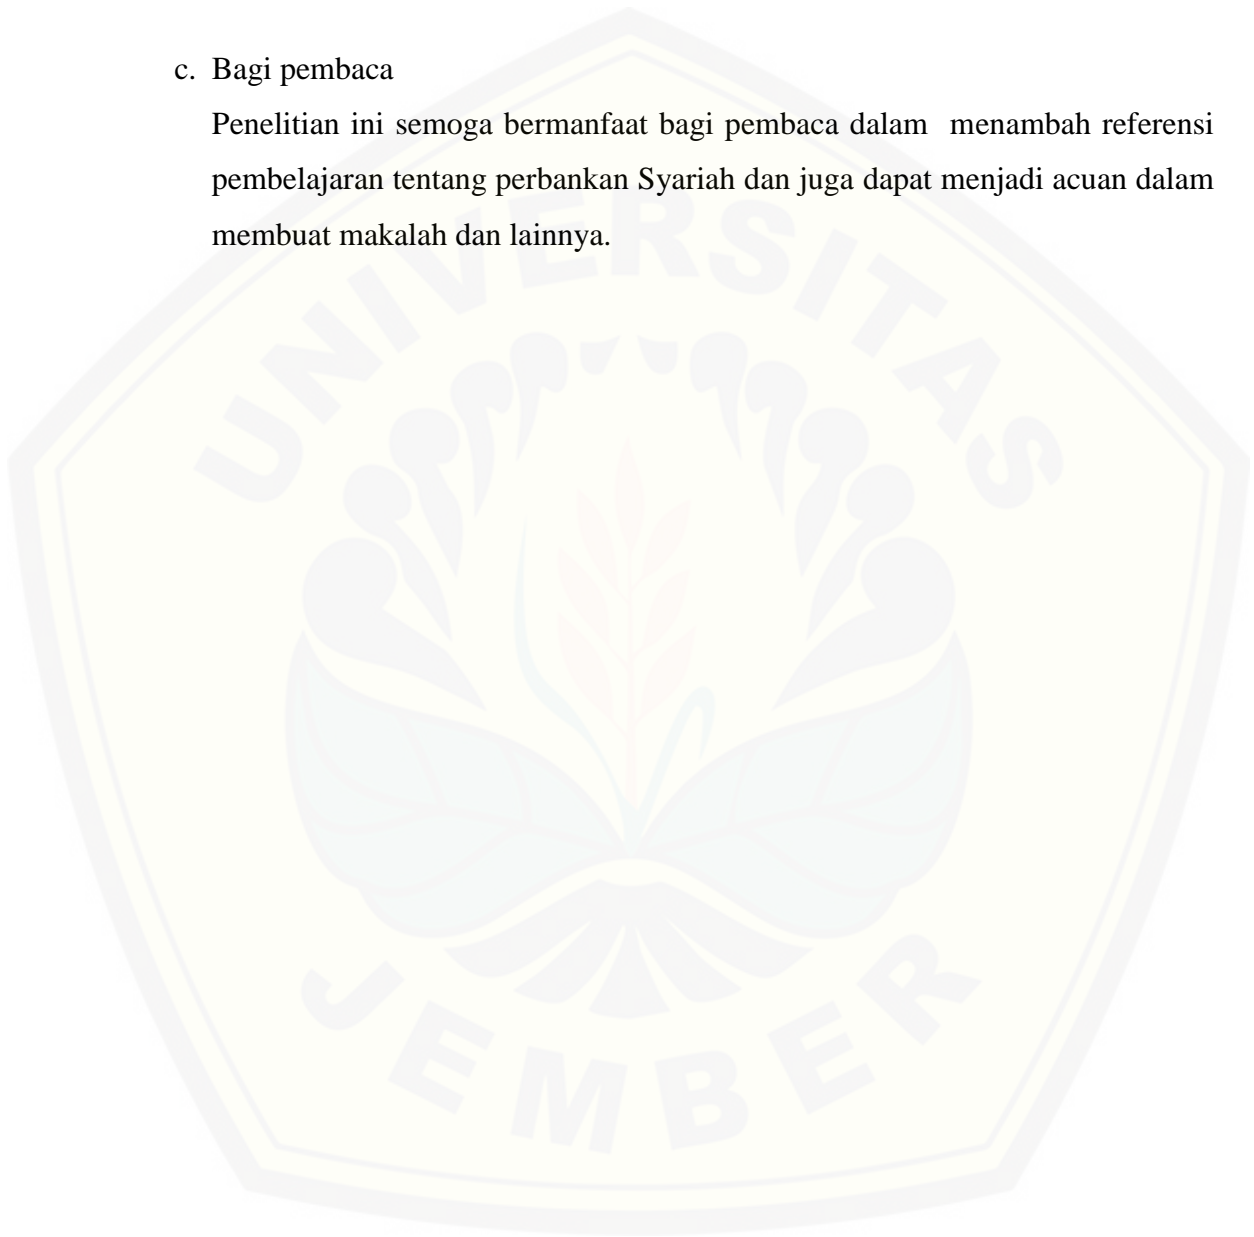 c. Bagi pembaca
Penelitian ini semoga bermanfaat bagi pembaca dalam menambah referensi
pembelajaran tentang perbankan Syariah dan juga dapat menjadi acuan dalam
membuat makalah dan lainnya.
UNIVERSITAS
JEMBER